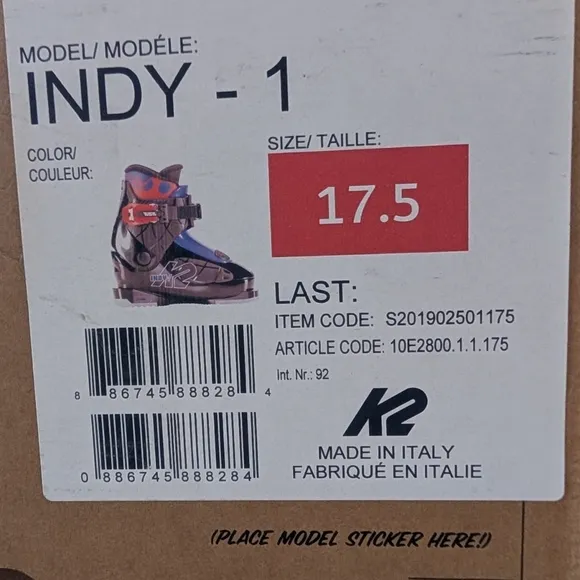 MODEL/ MODÉLE:
INDY - 1
COLOR/
COULEUR:
SIZE/ TAILLE:
17.5
1
K2
LAST:
ITEM CODE: S201902501175
ARTICLE CODE: 10E2800.1.1.175
Int. Nr.: 92
8 86745 88828 4
0 886745 888284
K2
MADE IN ITALY
FABRIQUÉ EN ITALIE
(PLACE MODEL STICKER HERE!)